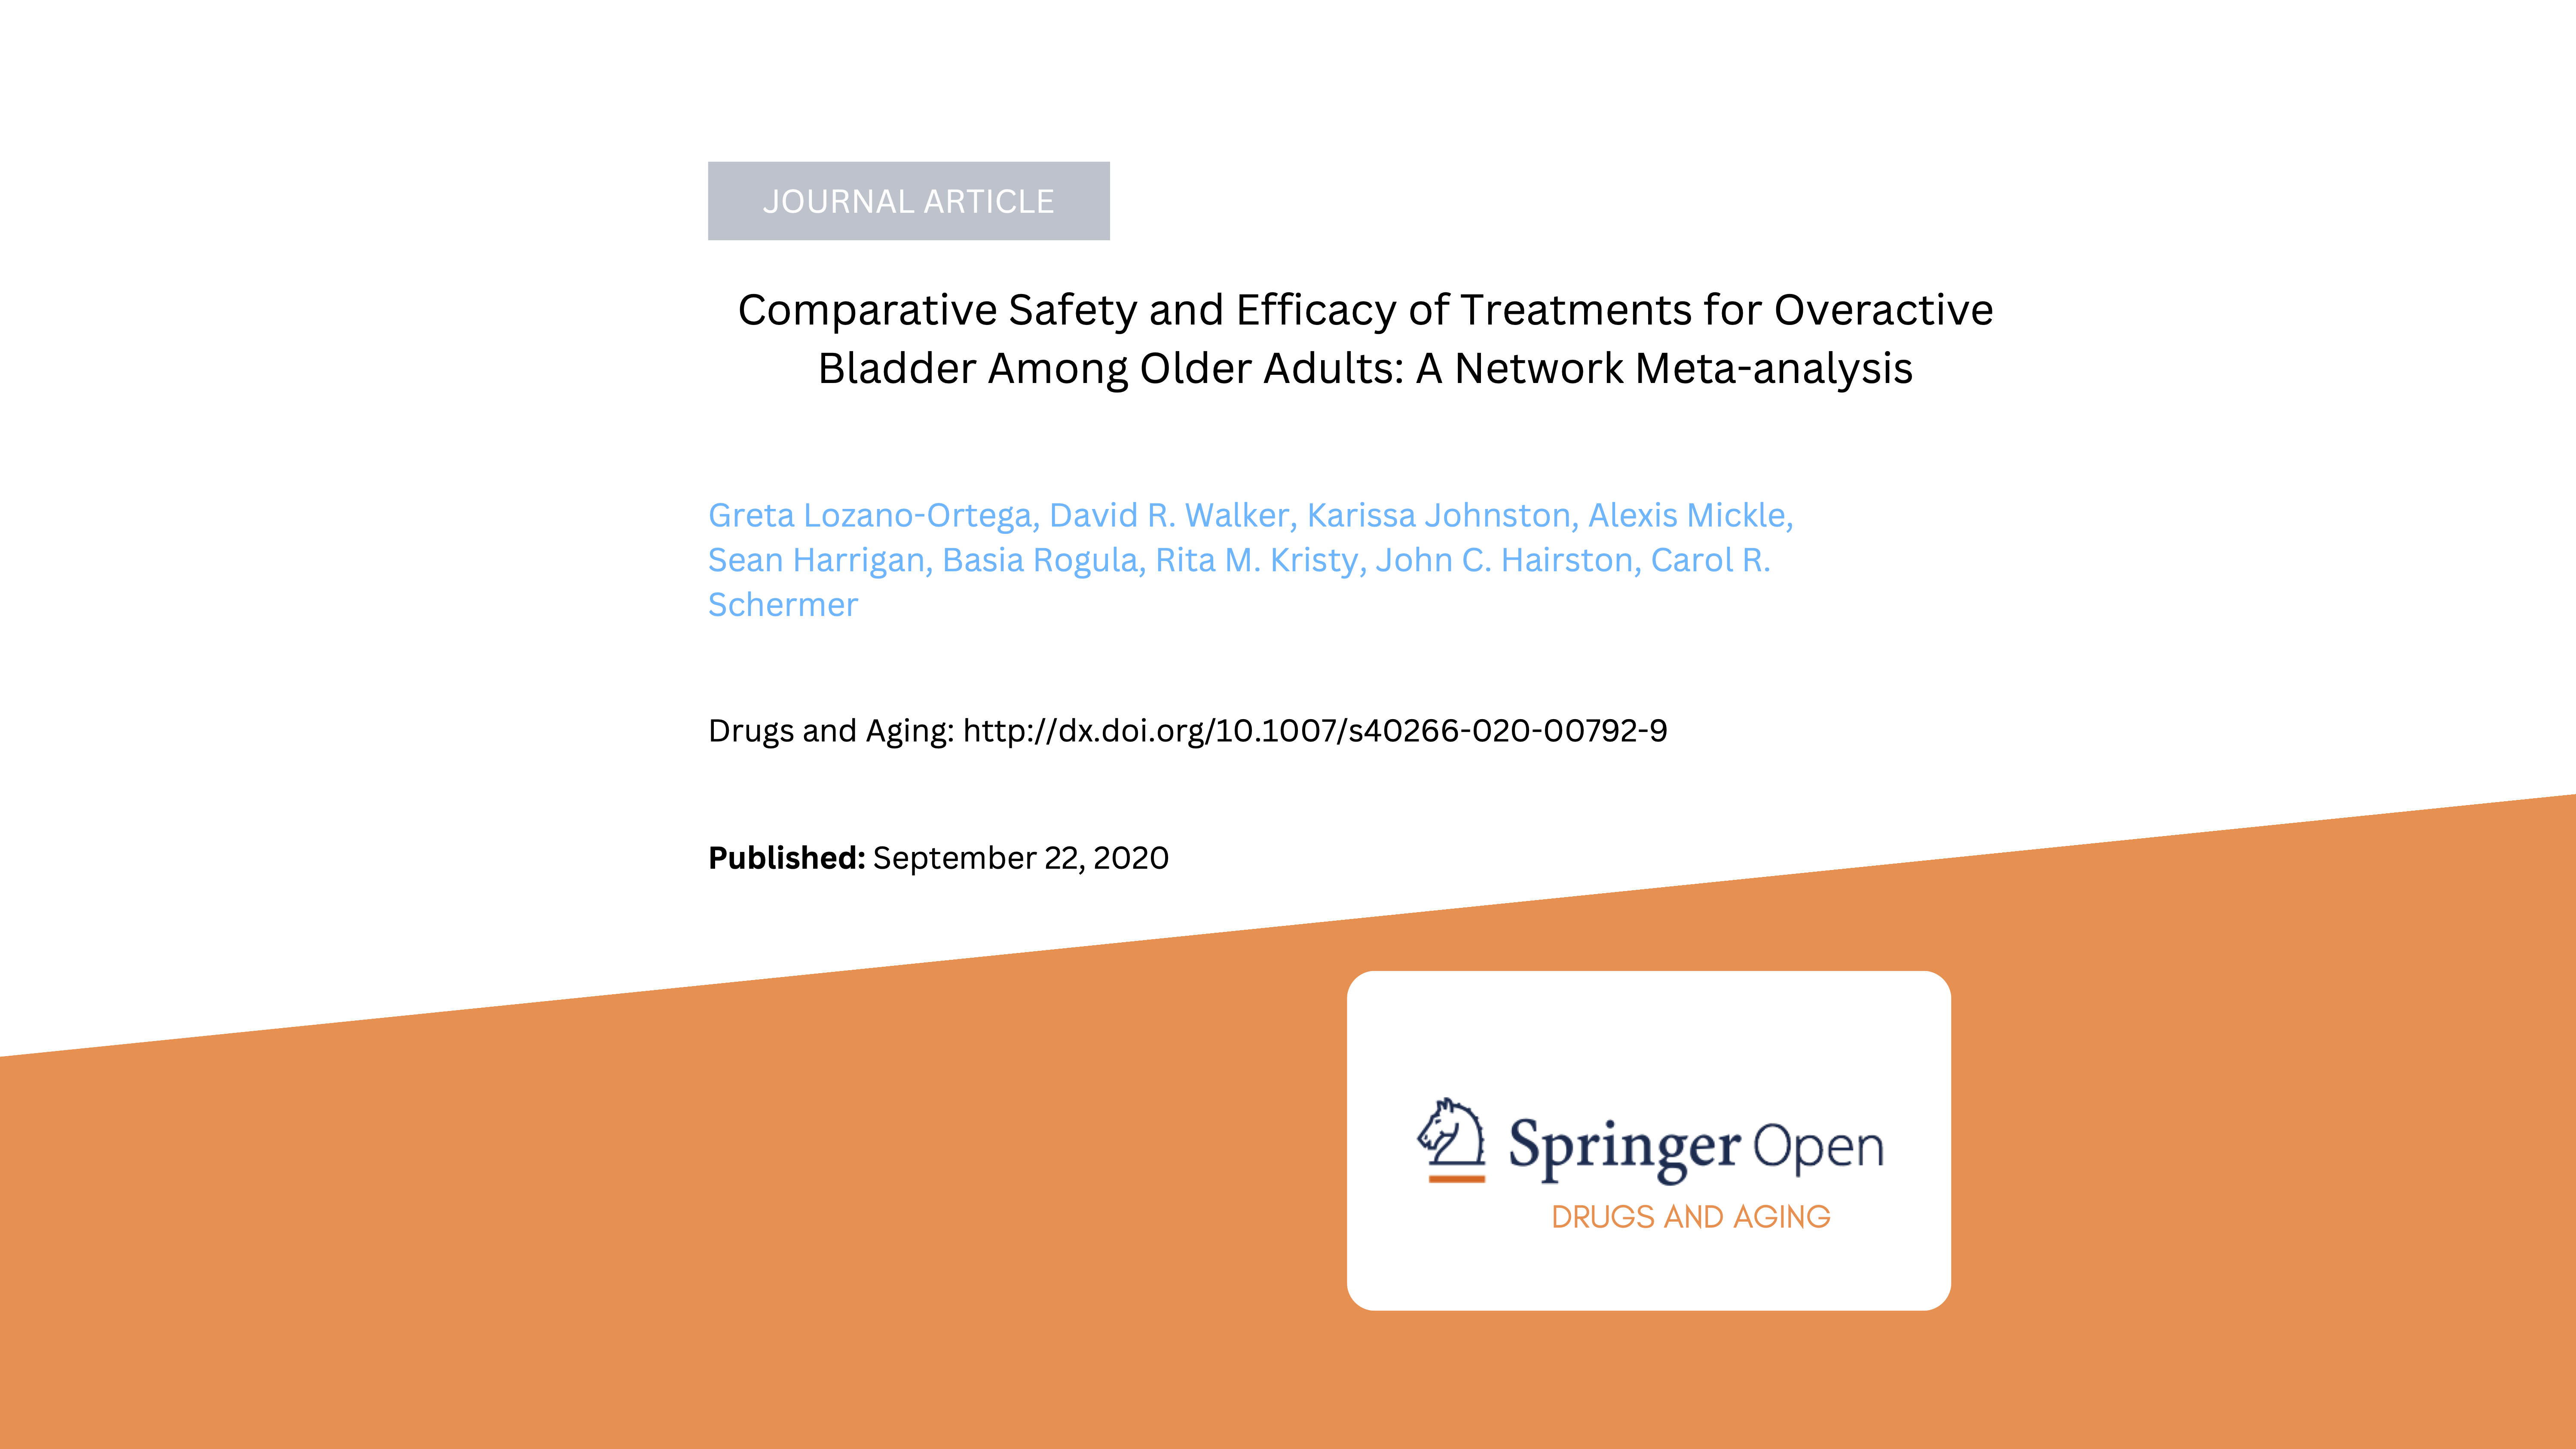 JOURNAL ARTICLE
Comparative Safety and Efficacy of Treatments for Overactive
Bladder Among Older Adults: A Network Meta-analysis
Greta Lozano-Ortega, David R. Walker, Karissa Johnston, Alexis Mickle,
Sean Harrigan, Basia Rogula, Rita M. Kristy, John C. Hairston, Carol R.
Schermer
Drugs and Aging: http://dx.doi.org/10.1007/s40266-020-00792-9
Published: September 22, 2020
Springer Open
DRUGS AND AGING